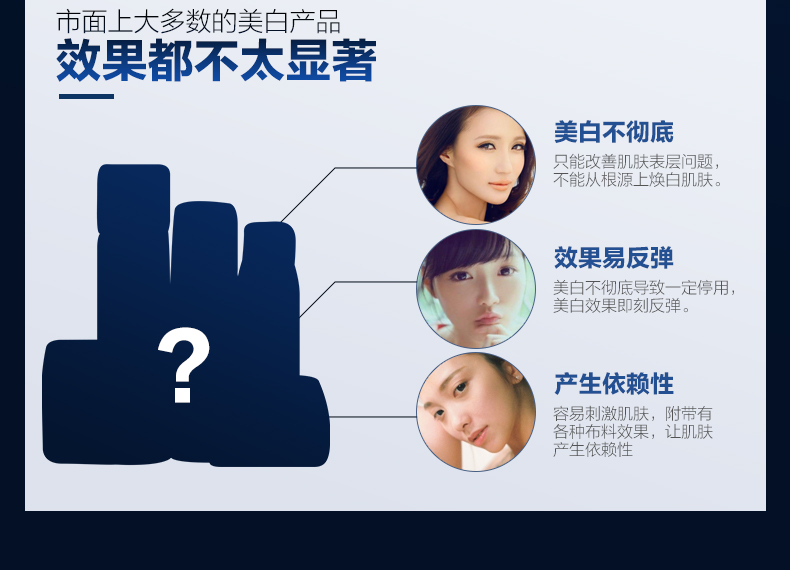 市面上大多数的美白产品
效果都不太显著
美白不彻底
只能改善肌肤表层问题，
不能从根源上焕白肌肤。
效果易反弹
美白不彻底导致一定停用，
美白效果即刻反弹。
?
产生依赖性
容易刺激肌肤，附带有
各种布料效果，让肌肤
产生依赖性